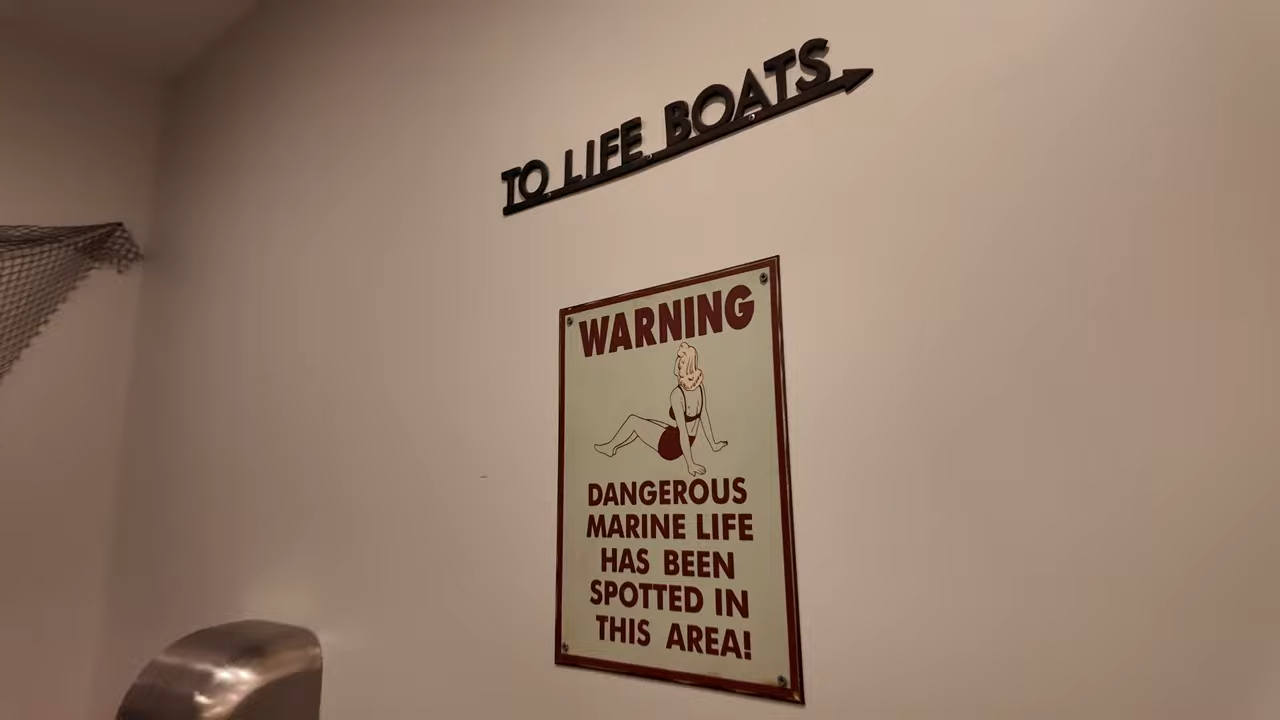 TO LIFE BOATS
WARNING
DANGEROUS
MARINE LIFE
HAS BEEN
SPOTTED IN
THIS AREA!